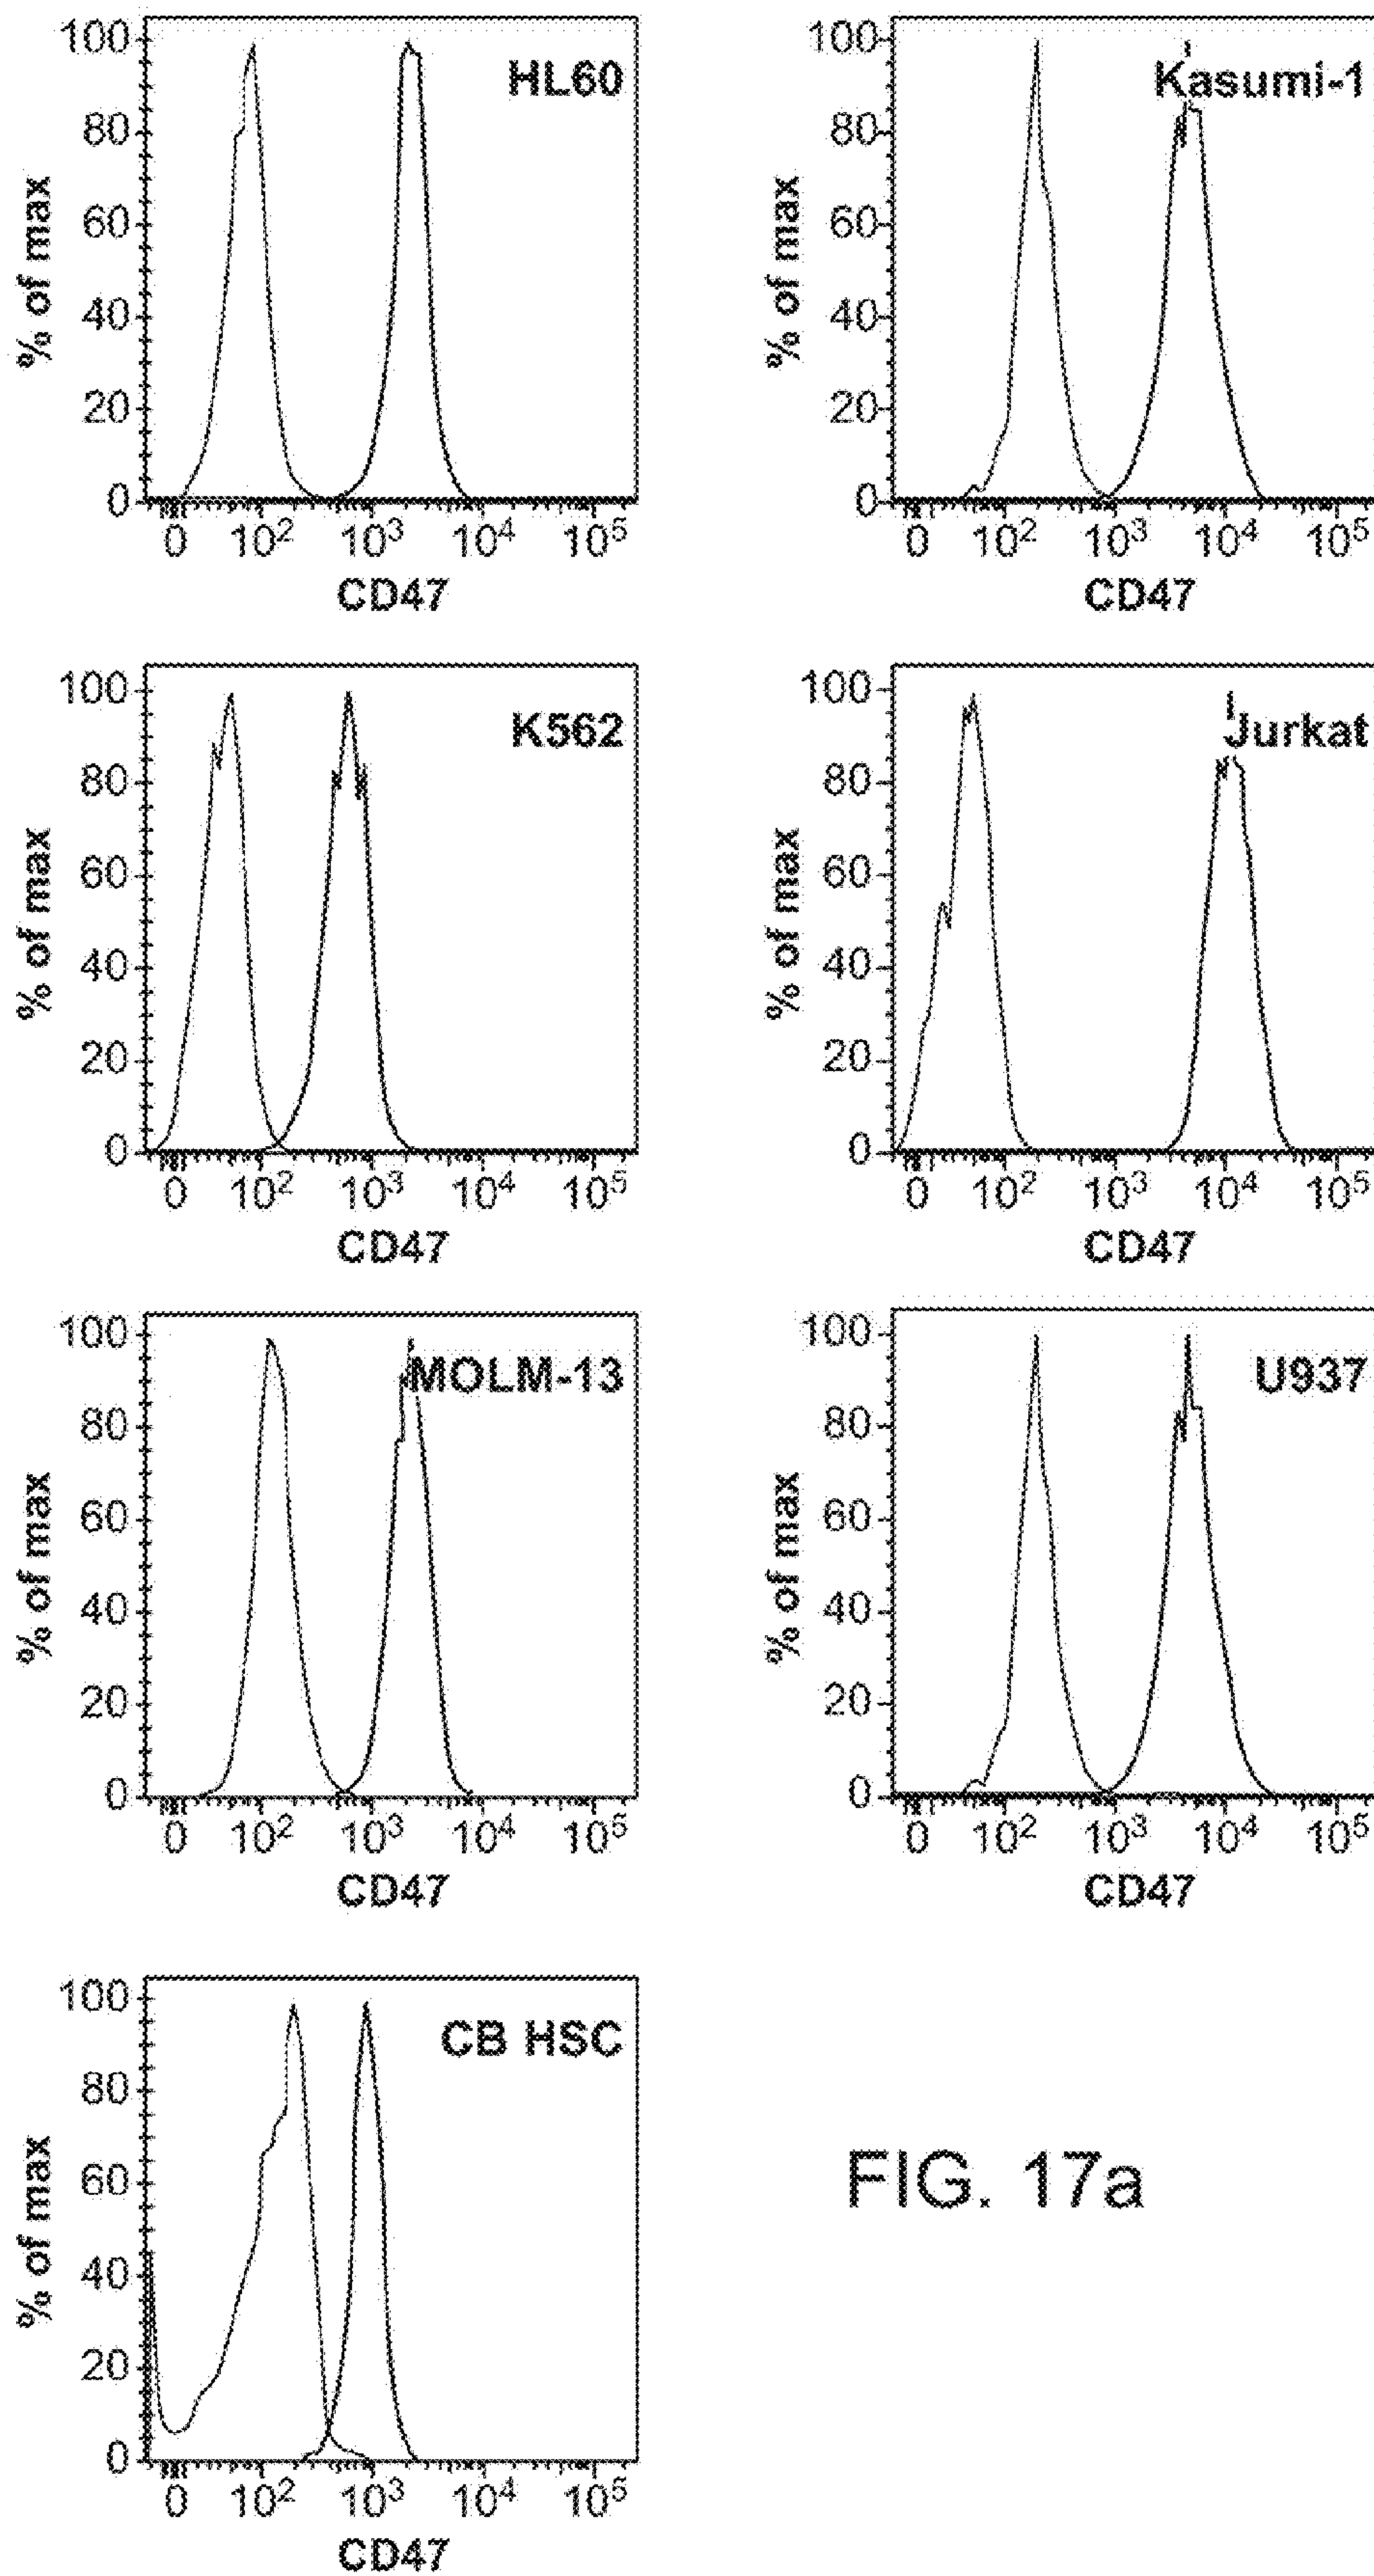 HL60
% of max
100
80
60
40
20
0
0 10² 10³ 10⁴ 10⁵
CD47
Kasumi-1
% of max
100
80
60
40
20
0
0 10² 10³ 10⁴ 10⁵
CD47
K562
% of max
100
80
60
40
20
0
0 10² 10³ 10⁴ 10⁵
CD47
Jurkat
% of max
100
80
60
40
20
0
0 10² 10³ 10⁴ 10⁵
CD47
MOLM-13
% of max
100
80
60
40
20
0
0 10² 10³ 10⁴ 10⁵
CD47
U937
% of max
100
80
60
40
20
0
0 10² 10³ 10⁴ 10⁵
CD47
CB HSC
% of max
100
80
60
40
20
0
0 10² 10³ 10⁴ 10⁵
CD47
FIG. 17a